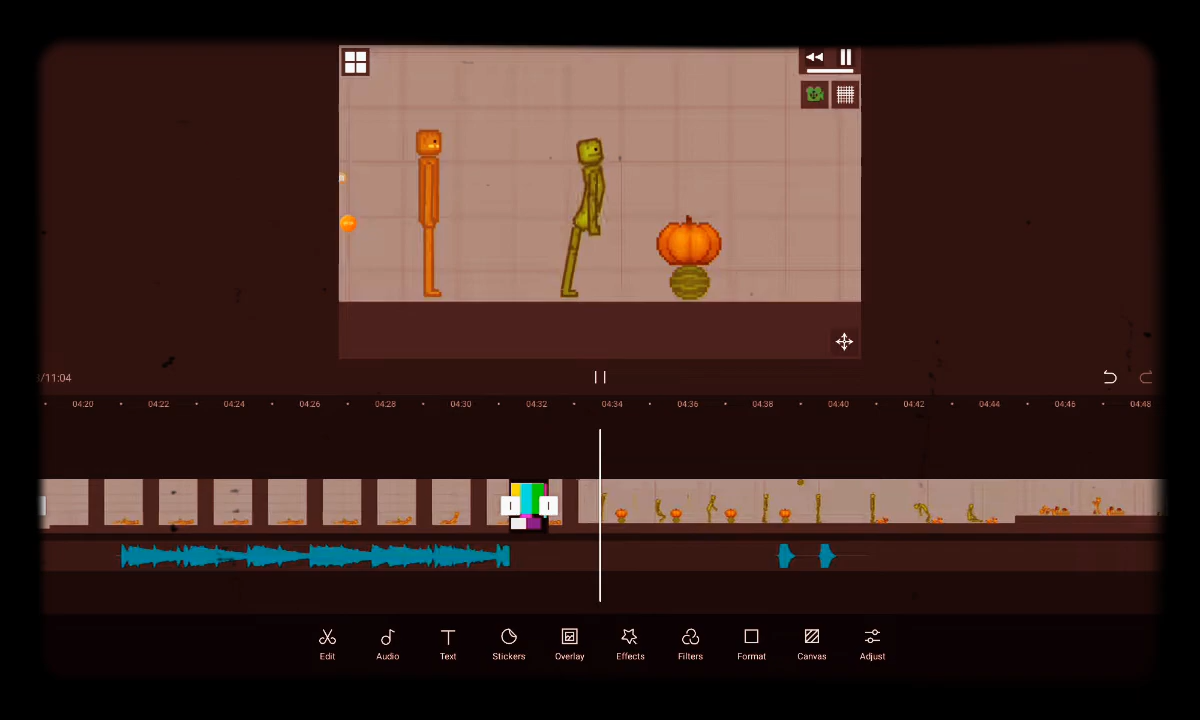 /11:04
04:20 04:22 04:24 04:26 04:28 04:30 04:32 04:34 04:36 04:38 04:40 04:42 04:44 04:46 04:48
Edit Audio Text Stickers Overlay Effects Filters Format Canvas Adjust